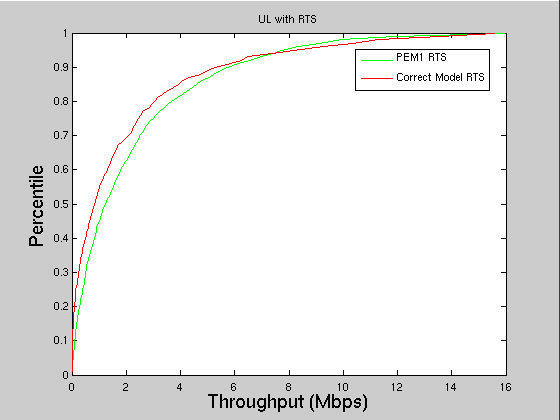 UL with RTS
1
0.9
0.8
0.7
0.6
0.5
0.4
0.3
0.2
0.1
0
Percentile
PEM1 RTS
Correct Model RTS
0 2 4 6 8 10 12 14 16
Throughput (Mbps)